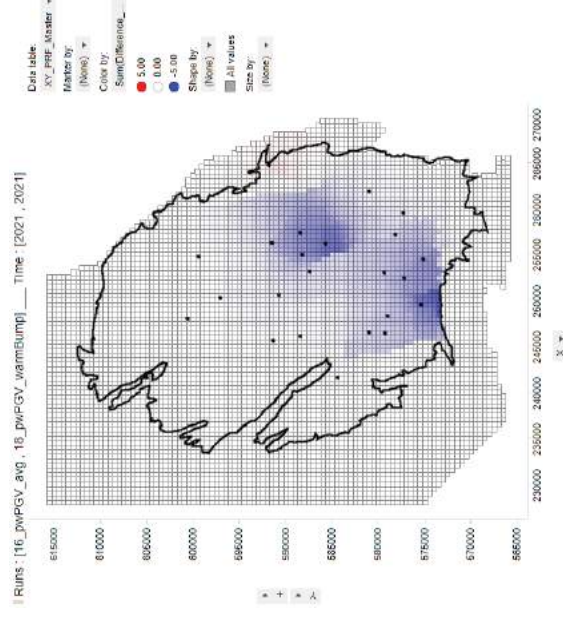 Runs : [16_pwPGV_avg , 18_pwPGV_warmBump] ___ Time : [2021 , 2021]
Data table:
XY_PRF_Master
Marker by:
(None)
Color by:
Sum(Difference_...
5.00
0.00
-5.00
Shape by:
(None)
All values
Size by:
(None)
615000
610000
605000
600000
595000
590000
585000
580000
575000
570000
565000
230000 235000 240000 245000 250000 255000 260000 265000 270000
X
Y
+